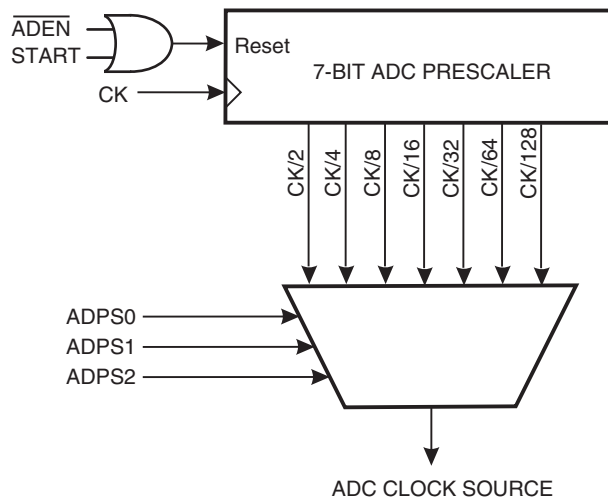 ADEN
START
Reset
7-BIT ADC PRESCALER
CK
CK/2
CK/4
CK/8
CK/16
CK/32
CK/64
CK/128
ADPS0
ADPS1
ADPS2
ADC CLOCK SOURCE